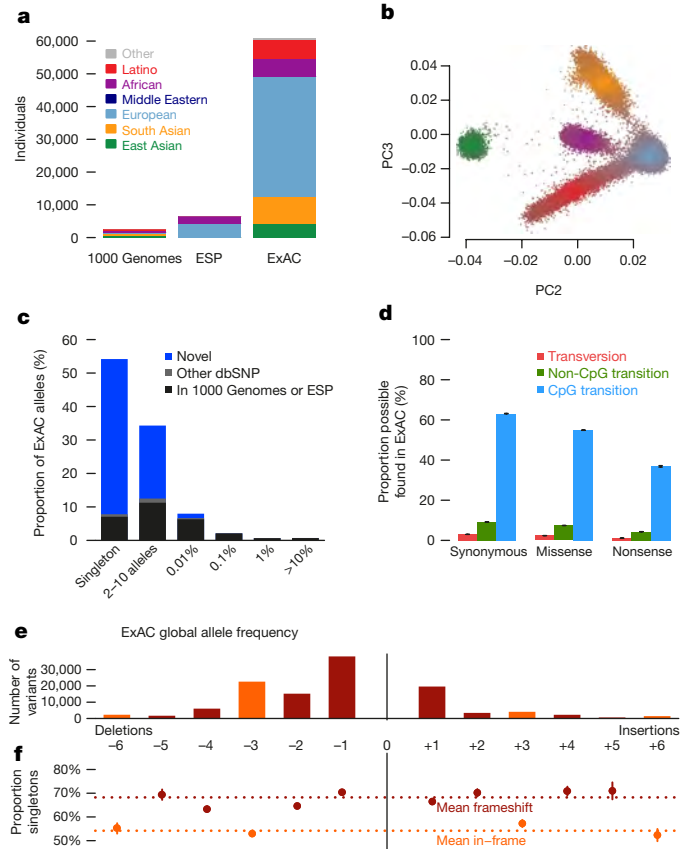 a
60,000
50,000
40,000
30,000
20,000
10,000
0
Individuals
Other
Latino
African
Middle Eastern
European
South Asian
East Asian
1000 Genomes
ESP
ExAC
b
0.04
0.02
0.00
−0.02
−0.04
−0.06
PC3
−0.04
−0.02
0.00
0.02
PC2
c
60
50
40
30
20
10
0
Proportion of ExAC alleles (%)
Novel
Other dbSNP
In 1000 Genomes or ESP
Singleton
2–10 alleles
0.01%
0.1%
1%
>10%
ExAC global allele frequency
d
100
80
60
40
20
0
Proportion possible
found in ExAC (%)
Transversion
Non-CpG transition
CpG transition
Synonymous
Missense
Nonsense
e
30,000
20,000
10,000
0
Number of
variants
Deletions
Insertions
−6
−5
−4
−3
−2
−1
0
+1
+2
+3
+4
+5
+6
f
80%
70%
60%
50%
Proportion
singletons
Mean frameshift
Mean in–frame